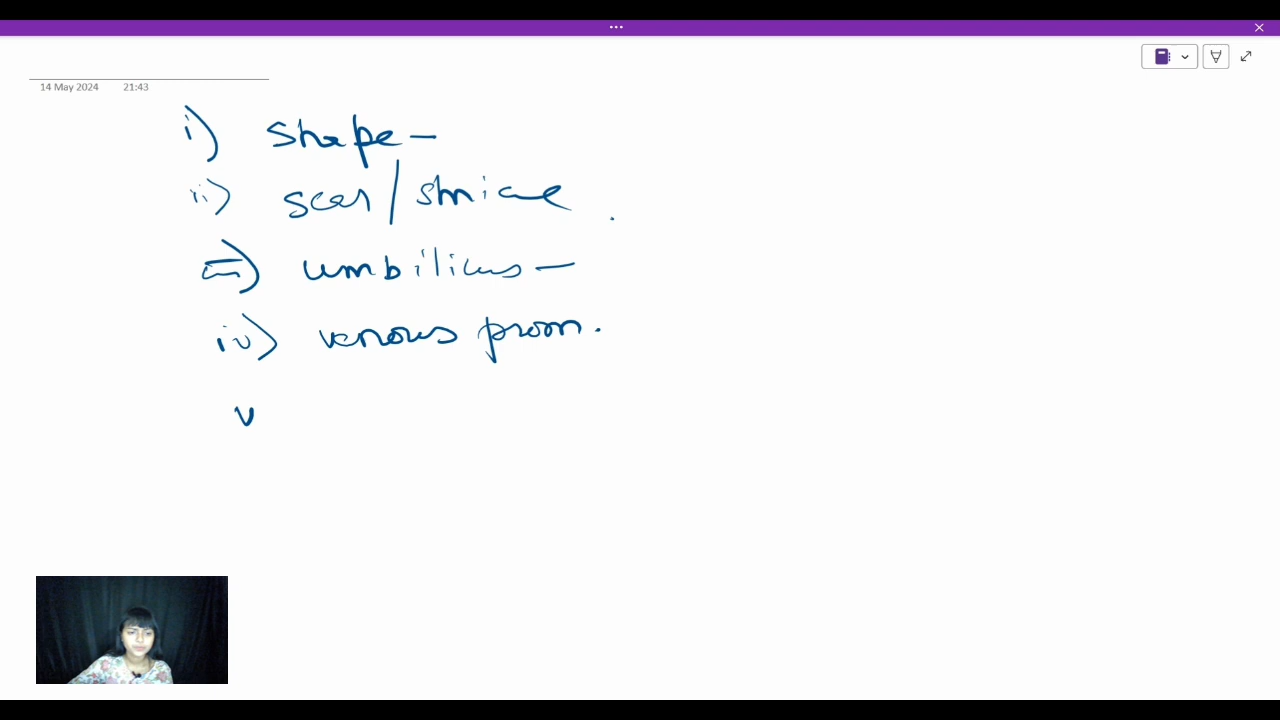 14 May 2024 21:43
i) shape –
ii) scar / striae
iii) umbilicus –
iv) venous prom.
v